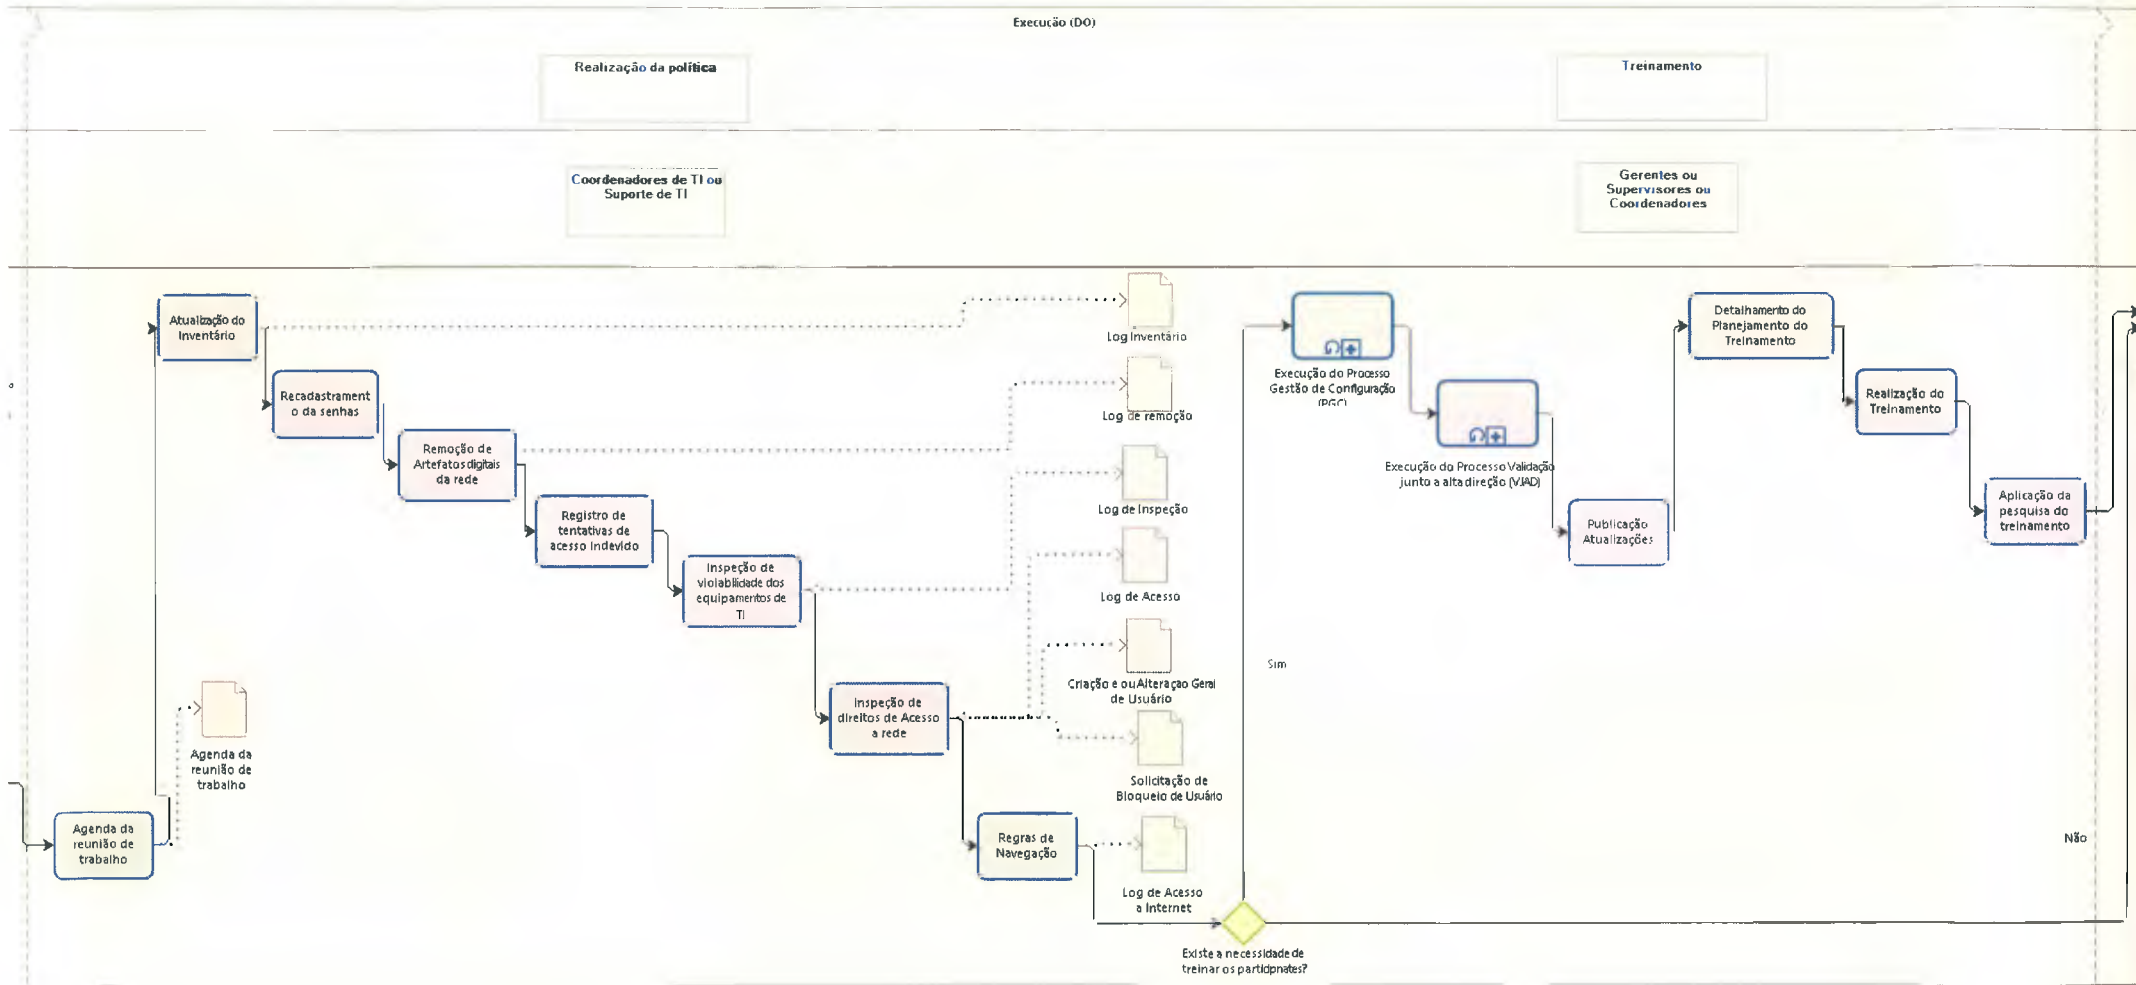 Execução (DO)
Realização da política
Treinamento
Coordenadores de TI ou
Suporte de TI
Gerentes ou
Supervisores ou
Coordenadores
Atualização do
Inventário
Log Inventário
Recadastrament
o da senhas
Log de remoção
Remoção de
Artefatos digitais
da rede
Log de Inspeção
Registro de
tentativas de
acesso indevido
Log de Acesso
Inspeção de
violabilidade dos
equipamentos de
TI
Criação e ou Alteração Geral
de Usuário
Inspeção de
direitos de Acesso
a rede
Solicitação de
Bloqueio de Usuário
Agenda da
reunião de
trabalho
Agenda da
reunião de
trabalho
Regras de
Navegação
Log de Acesso
a Internet
Existe a necessidade de
treinar os partidpnates?
Sim
Não
Execução do Processo
Gestão de Configuração
(PGC)
Execução do Processo Validação
junto a alta direção (VJAD)
Publicação
Atualizações
Detalhamento do
Planejamento do
Treinamento
Realização do
Treinamento
Aplicação da
pesquisa do
treinamento